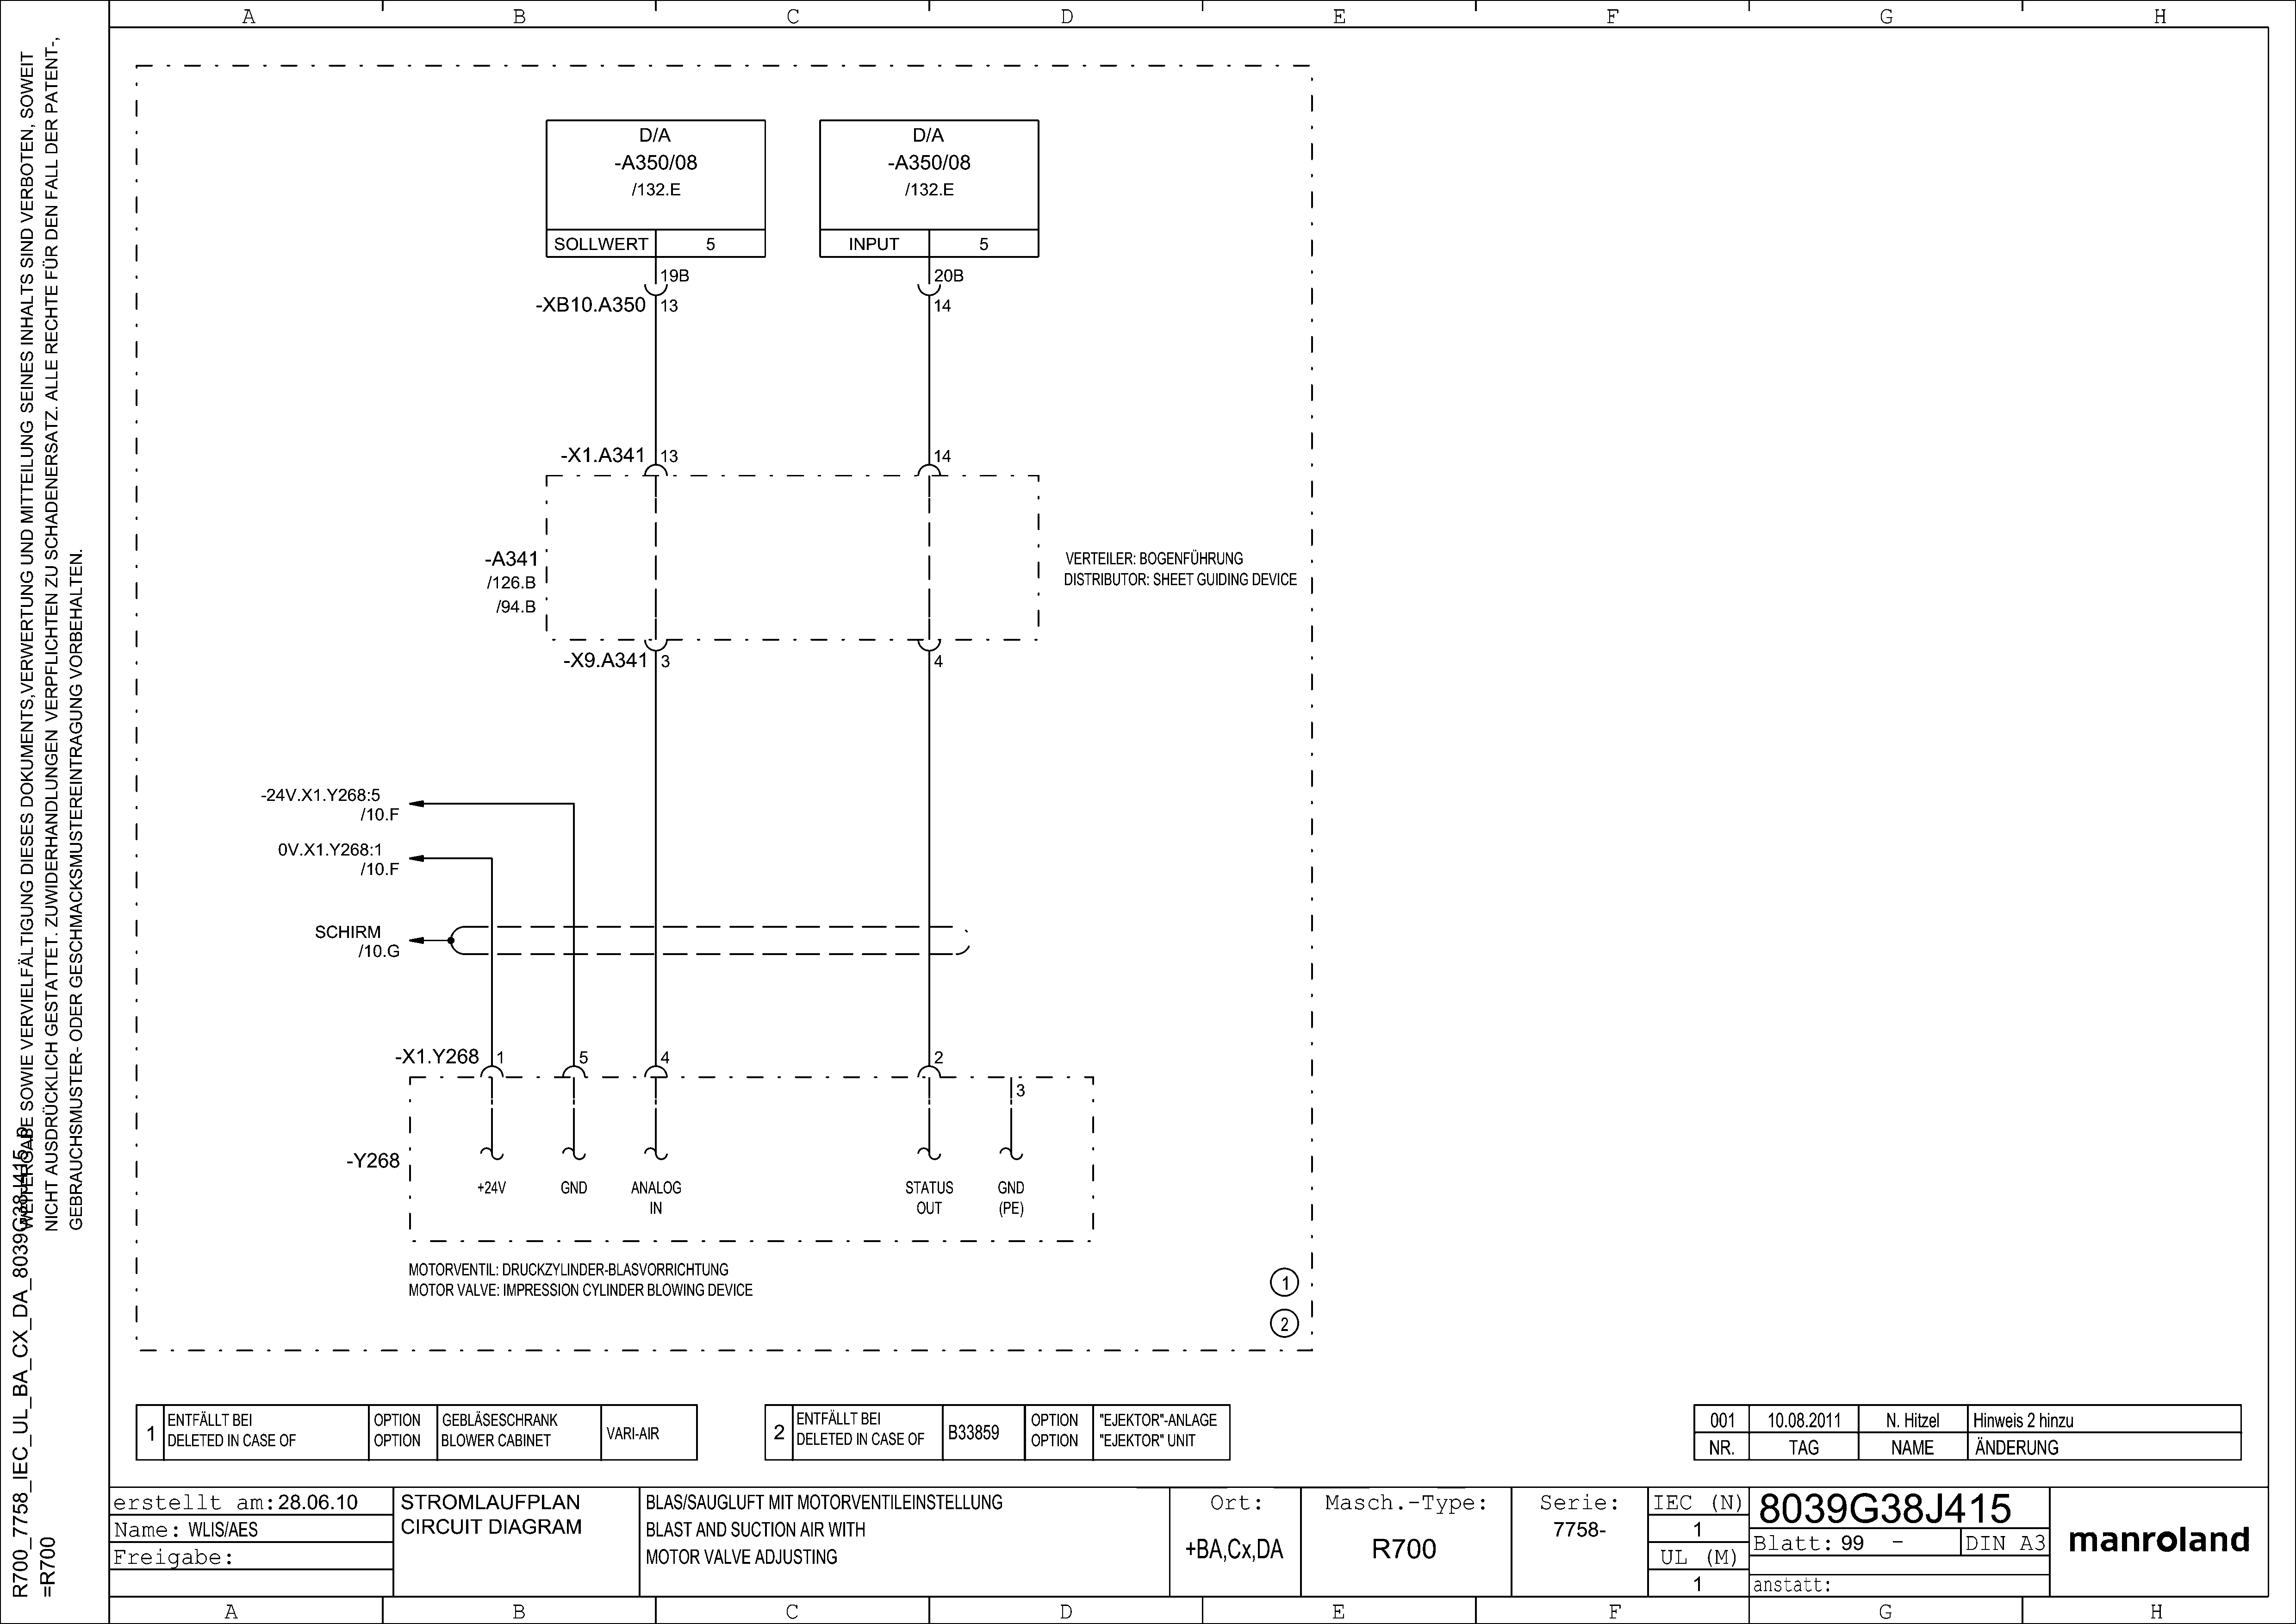 A B C D E F G H
WEITERGABE SOWIE VERVIELFÄLTIGUNG DIESES DOKUMENTS,VERWERTUNG UND MITTEILUNG SEINES INHALTS SIND VERBOTEN, SOWEIT
NICHT AUSDRÜCKLICH GESTATTET. ZUWIDERHANDLUNGEN VERPFLICHTEN ZU SCHADENERSATZ. ALLE RECHTE FÜR DEN FALL DER PATENT-,
GEBRAUCHSMUSTER- ODER GESCHMACKSMUSTEREINTRAGUNG VORBEHALTEN.
R700_7758_IEC_UL_BA_CX_DA_8039G38J415.p
=R700
D/A
-A350/08
/132.E
SOLLWERT 5
D/A
-A350/08
/132.E
INPUT 5
19B
20B
-XB10.A350 13
14
-X1.A341 13
14
-A341
/126.B
/94.B
VERTEILER: BOGENFÜHRUNG
DISTRIBUTOR: SHEET GUIDING DEVICE
-X9.A341 3
4
-24V.X1.Y268:5
/10.F
0V.X1.Y268:1
/10.F
SCHIRM
/10.G
-X1.Y268 1 5 4 2
3
-Y268
+24V
GND
ANALOG
IN
STATUS
OUT
GND
(PE)
MOTORVENTIL: DRUCKZYLINDER-BLASVORRICHTUNG
MOTOR VALVE: IMPRESSION CYLINDER BLOWING DEVICE
1
2
1
ENTFÄLLT BEI OPTION GEBLÄSESCHRANK
DELETED IN CASE OF OPTION BLOWER CABINET
VARI-AIR
2
ENTFÄLLT BEI
DELETED IN CASE OF
B33859
OPTION "EJEKTOR"-ANLAGE
OPTION "EJEKTOR" UNIT
001 10.08.2011 N. Hitzel Hinweis 2 hinzu
NR. TAG NAME ÄNDERUNG
erstellt am: 28.06.10
Name: WLIS/AES
Freigabe:
STROMLAUFPLAN
CIRCUIT DIAGRAM
BLAS/SAUGLUFT MIT MOTORVENTILEINSTELLUNG
BLAST AND SUCTION AIR WITH
MOTOR VALVE ADJUSTING
Ort:
+BA,Cx,DA
Masch.-Type:
R700
Serie:
7758-
IEC (N)
1
UL (M)
1
8039G38J415
Blatt: 99 - DIN A3
anstatt:
manroland
A B C D E F G H